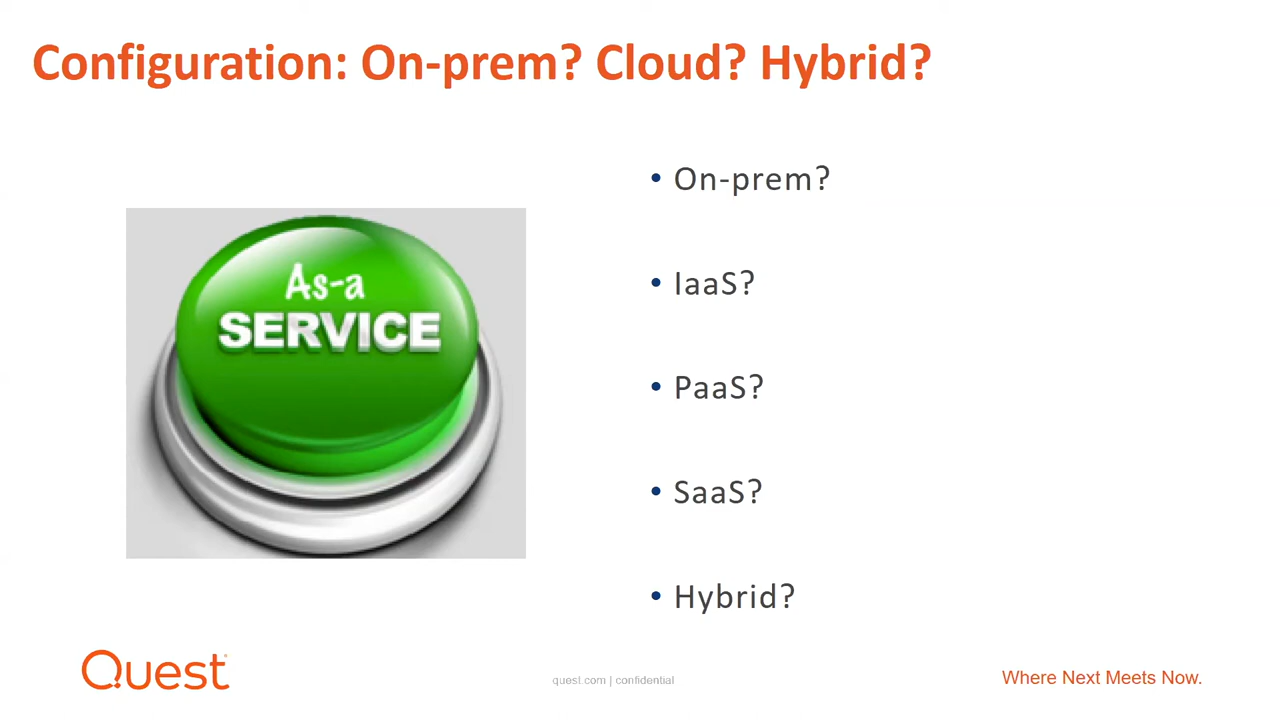 Configuration: On-prem? Cloud? Hybrid?
As-a
SERVICE
• On-prem?
• IaaS?
• PaaS?
• SaaS?
• Hybrid?
Quest
quest.com | confidential
Where Next Meets Now.